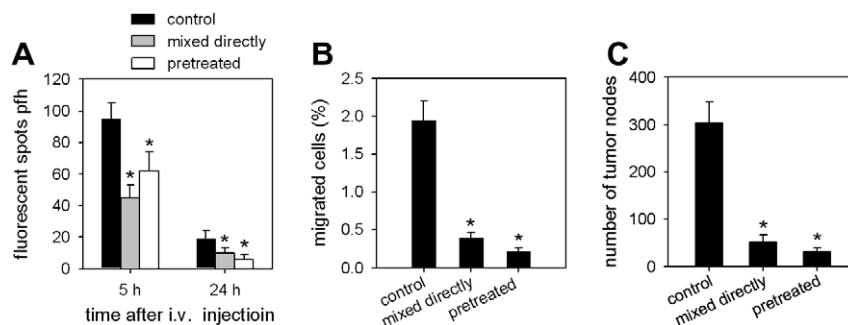 control
mixed directly
pretreated
A
fluorescent spots pfh
120
100
80
60
40
20
0
*
*
*
*
5 h
24 h
time after i.v. injectioin
B
migrated cells (%)
2.5
2.0
1.5
1.0
0.5
0.0
*
*
control
mixed directly
pretreated
C
number of tumor nodes
400
300
200
100
0
*
*
control
mixed directly
pretreated